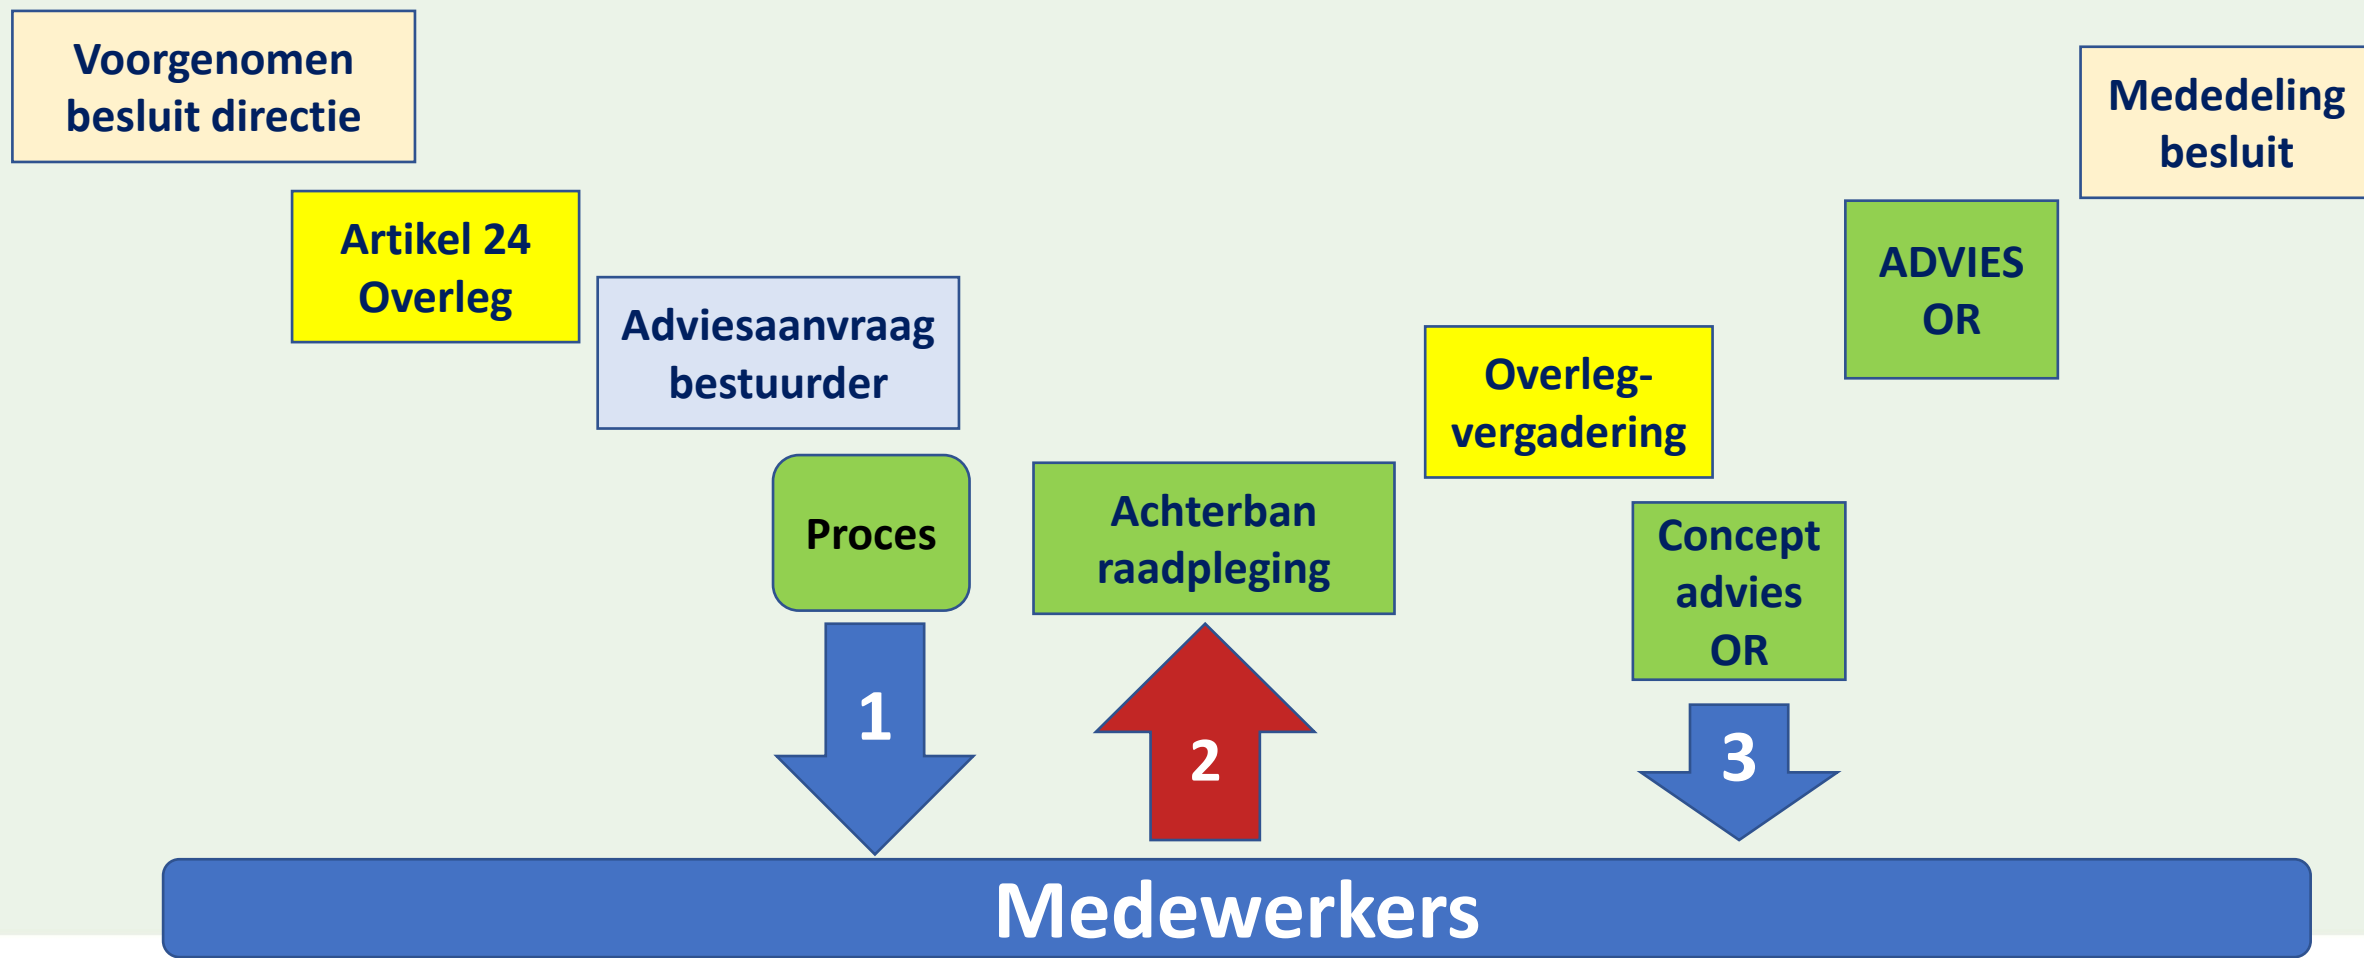 Voorgenomen
besluit directie
Artikel 24
Overleg
Adviesaanvraag
bestuurder
Proces
1
Achterban
raadpleging
2
Overleg-
vergadering
Concept
advies
OR
3
ADVIES
OR
Mededeling
besluit
Medewerkers